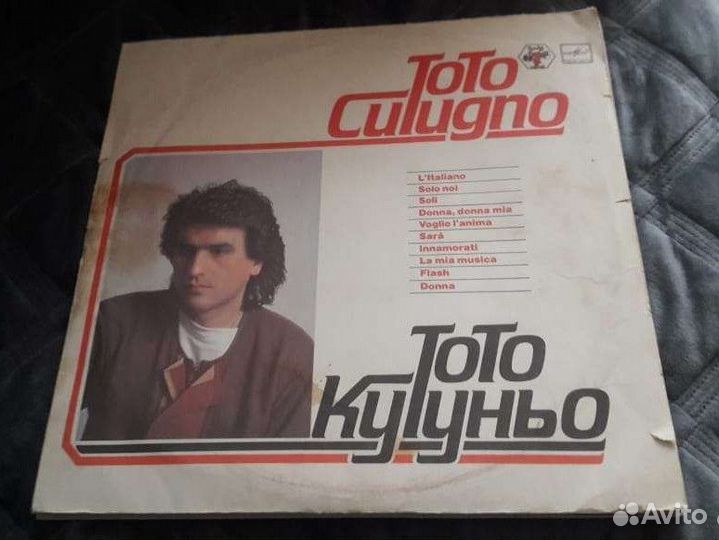 Toto
Cutugno
L'Italiano
Solo noi
Soli
Donna, donna mia
Voglio l'anima
Sarà
Innamorati
La mia musica
Flash
Donna
Тото
Кутуньо
Avito